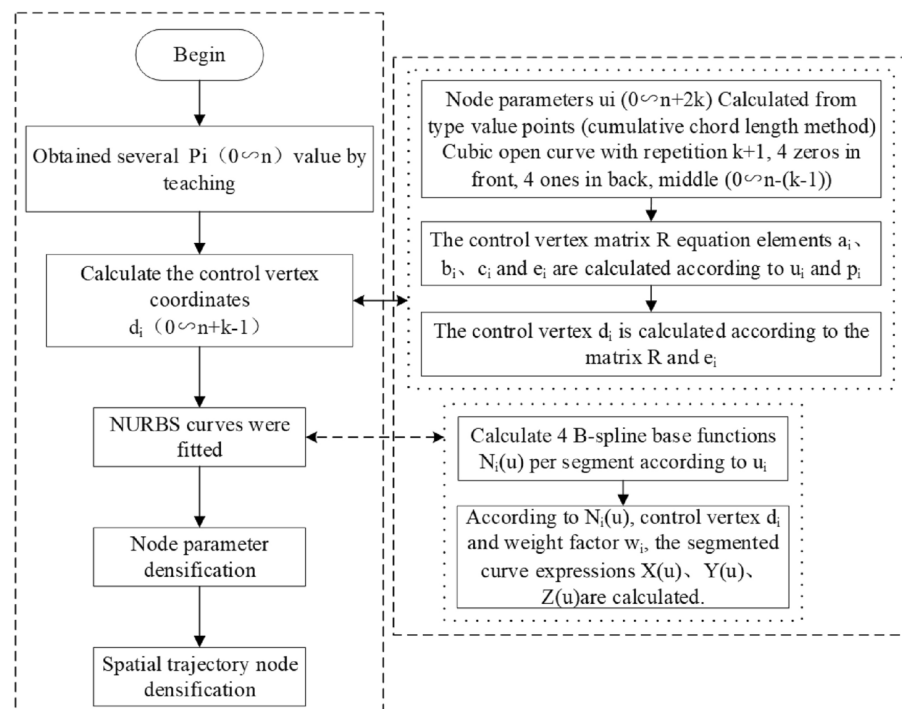 Begin
Obtained several Pi（0∽n）value by
teaching
Calculate the control vertex
coordinates
dᵢ（0∽n+k-1）
NURBS curves were
fitted
Node parameter
densification
Spatial trajectory node
densification
Node parameters ui (0∽n+2k) Calculated from
type value points (cumulative chord length method)
Cubic open curve with repetition k+1, 4 zeros in
front, 4 ones in back, middle (0∽n-(k-1))
The control vertex matrix R equation elements aᵢ、
bᵢ、cᵢ and eᵢ are calculated according to uᵢ and pᵢ
The control vertex dᵢ is calculated according to the
matrix R and eᵢ
Calculate 4 B-spline base functions
Nᵢ(u) per segment according to uᵢ
According to Nᵢ(u), control vertex dᵢ
and weight factor wᵢ, the segmented
curve expressions X(u)、Y(u)、
Z(u)are calculated.